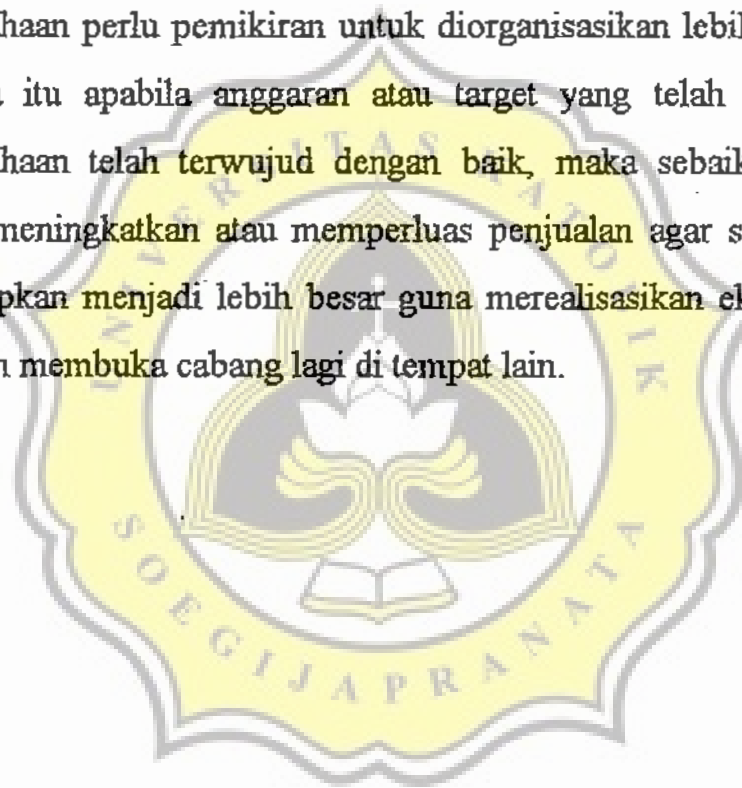 haan perlu pemikiran untuk diorganisasikan lebih
itu apabila anggaran atau target yang telah
haan telah terwujud dengan baik, maka sebaik
meningkatkan atau memperluas penjualan agar s
pkan menjadi lebih besar guna merealisasikan ek
membuka cabang lagi di tempat lain.
UNIVERSITAS KATOLIK
SOEGIJAPRANATA